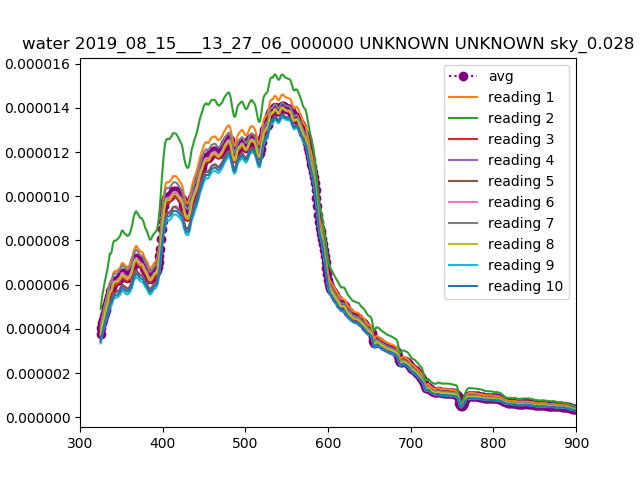 water 2019_08_15___13_27_06_000000 UNKNOWN UNKNOWN sky_0.028
0.000016
0.000014
0.000012
0.000010
0.000008
0.000006
0.000004
0.000002
0.000000
300 400 500 600 700 800 900
avg
reading 1
reading 2
reading 3
reading 4
reading 5
reading 6
reading 7
reading 8
reading 9
reading 10